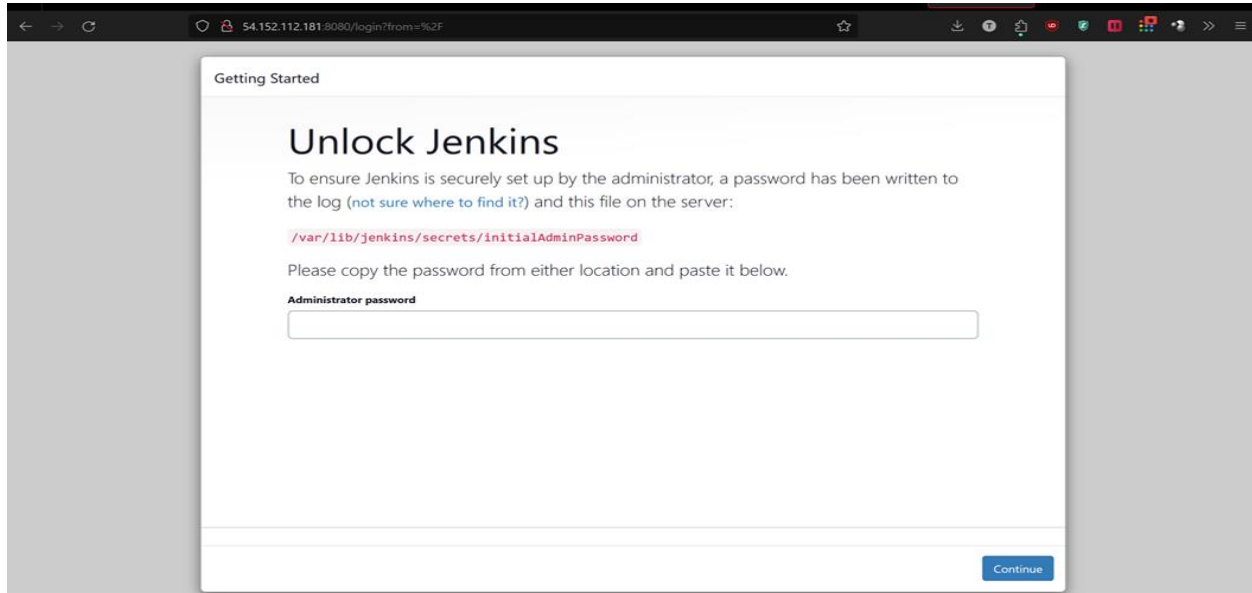 54.152.112.181:8080/login?from=%2F
Getting Started
Unlock Jenkins
To ensure Jenkins is securely set up by the administrator, a password has been written to
the log (not sure where to find it?) and this file on the server:
/var/lib/jenkins/secrets/initialAdminPassword
Please copy the password from either location and paste it below.
Administrator password
Continue